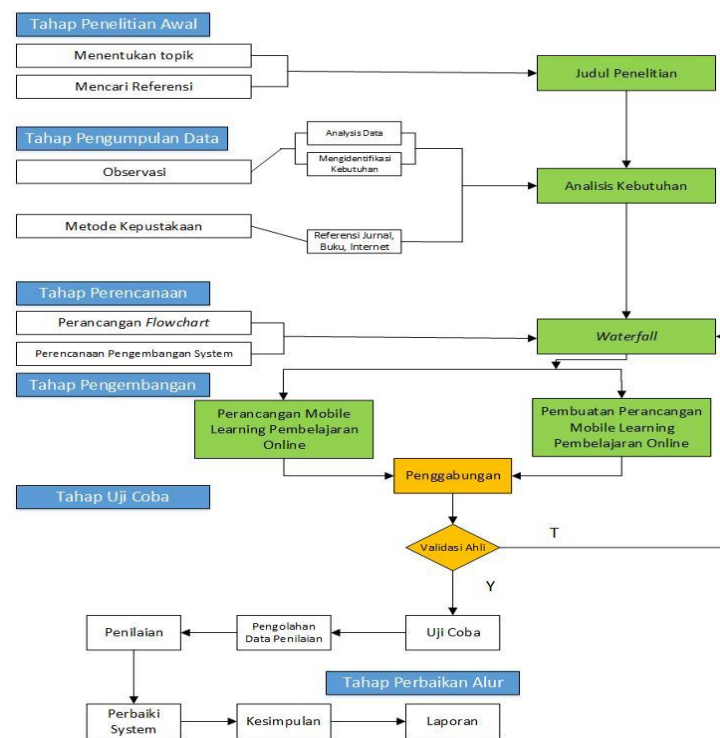 Tahap Penelitian Awal
Menentukan topik
Mencari Referensi
Judul Penelitian
Tahap Pengumpulan Data
Analysis Data
Mengidentifikasi
Kebutuhan
Observasi
Analisis Kebutuhan
Metode Kepustakaan
Referensi Jurnal,
Buku, Internet
Tahap Perencanaan
Perancangan Flowchart
Perencanaan Pengembangan System
Waterfall
Tahap Pengembangan
Perancangan Mobile
Learning Pembelajaran
Online
Pembuatan Perancangan
Mobile Learning
Pembelajaran Online
Penggabungan
Tahap Uji Coba
Validasi Ahli
T
Y
Penilaian
Pengolahan
Data Penilaian
Uji Coba
Tahap Perbaikan Alur
Perbaiki
System
Kesimpulan
Laporan